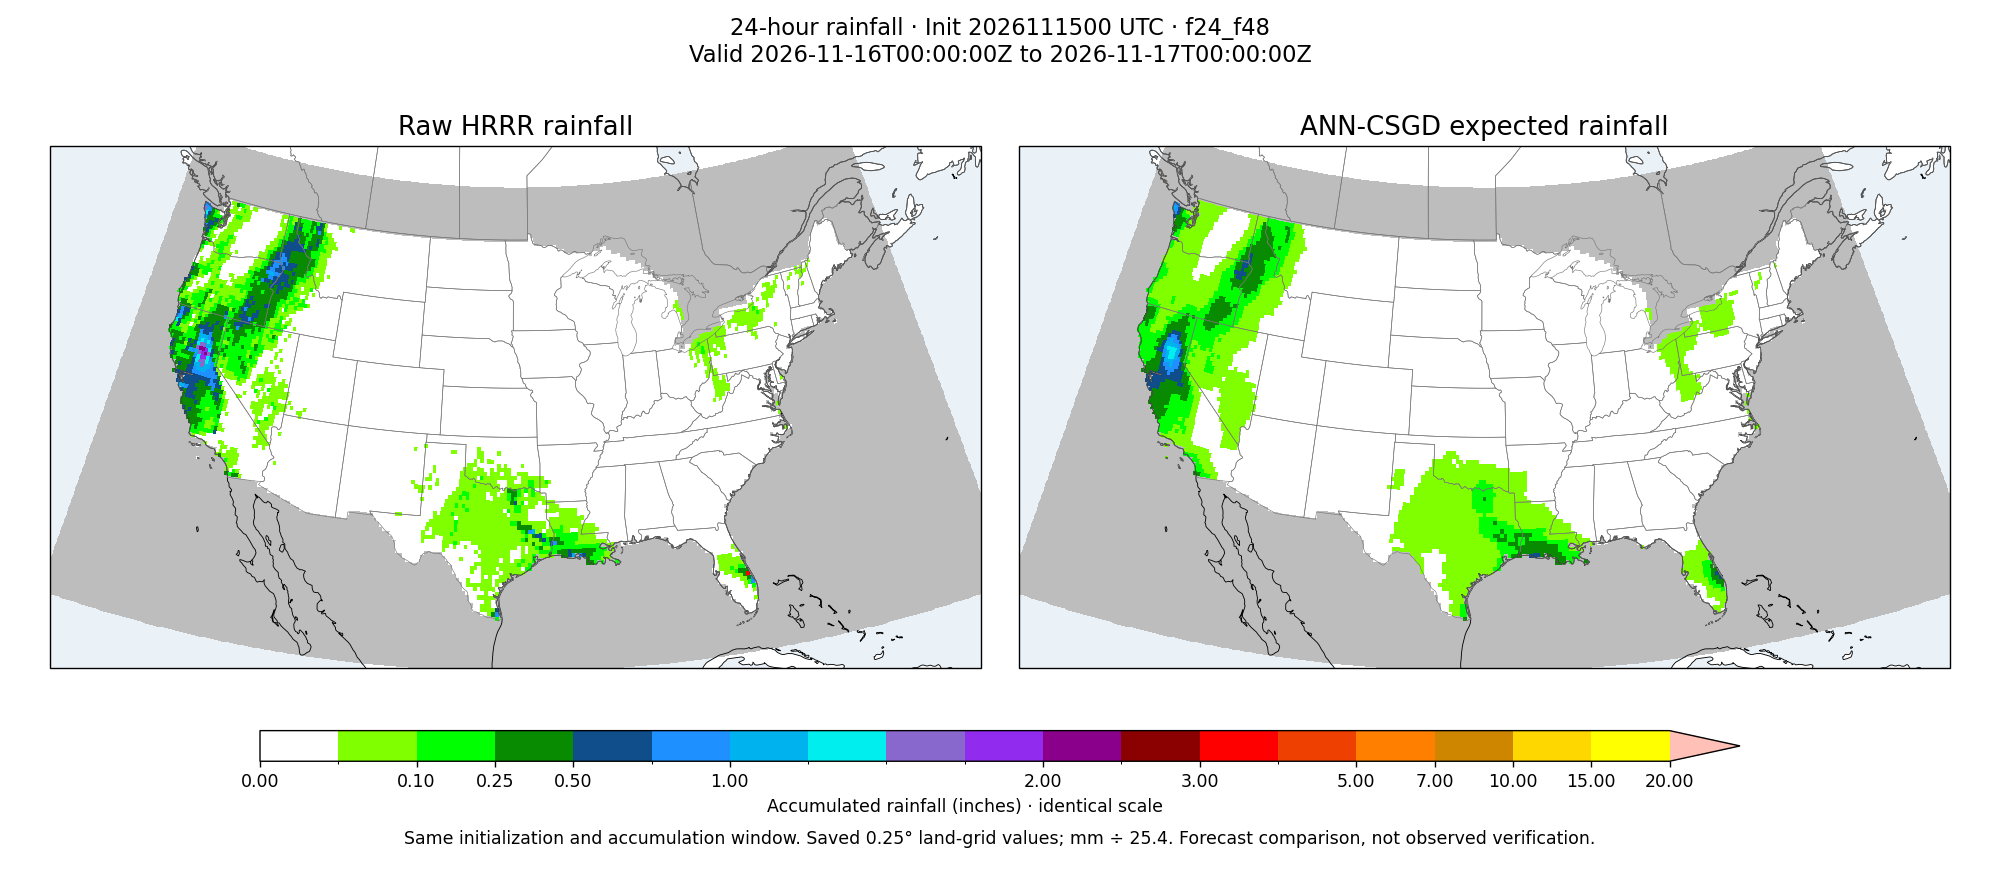 24-hour rainfall · Init 2026111500 UTC · f24_f48
Valid 2026-11-16T00:00:00Z to 2026-11-17T00:00:00Z
Raw HRRR rainfall
ANN-CSGD expected rainfall
0.00 0.10 0.25 0.50 1.00 2.00 3.00 5.00 7.00 10.00 15.00 20.00
Accumulated rainfall (inches) · identical scale
Same initialization and accumulation window. Saved 0.25° land-grid values; mm ÷ 25.4. Forecast comparison, not observed verification.